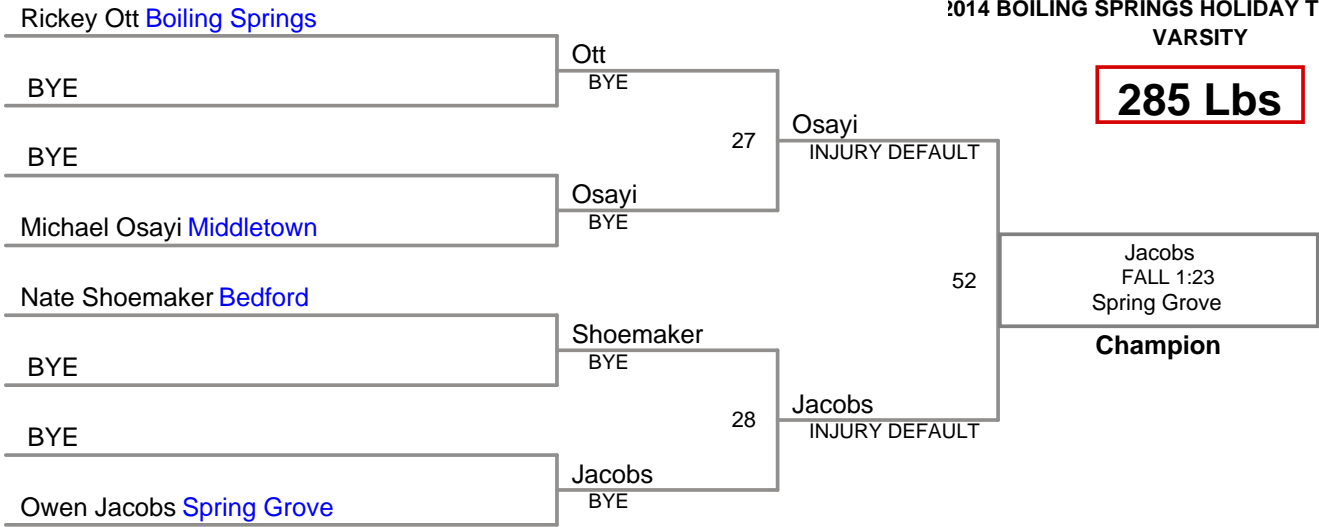 2014 BOILING SPRINGS HOLIDAY T
VARSITY
285 Lbs
Rickey Ott Boiling Springs
Ott
BYE
BYE
27
Osayi
INJURY DEFAULT
BYE
Osayi
BYE
Michael Osayi Middletown
52
Jacobs
FALL 1:23
Spring Grove
Champion
Nate Shoemaker Bedford
Shoemaker
BYE
BYE
28
Jacobs
INJURY DEFAULT
BYE
Jacobs
BYE
Owen Jacobs Spring Grove